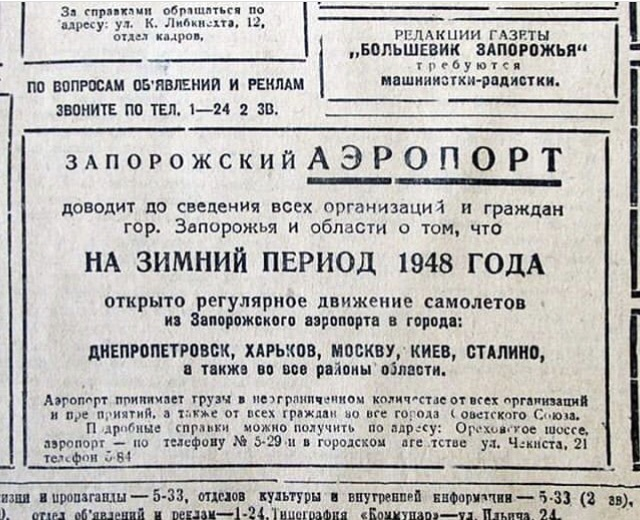 За справками обращаться по
адресу: ул. К. Либкнехта, 12,
отдел кадров.
РЕДАКЦИИ ГАЗЕТЫ
„БОЛЬШЕВИК ЗАПОРОЖЬЯ“
требуются
машинистки-радистки.
ПО ВОПРОСАМ ОБ'ЯВЛЕНИЙ И РЕКЛАМ
ЗВОНИТЕ ПО ТЕЛ. 1—24 2 ЗВ.
ЗАПОРОЖСКИЙ АЭРОПОРТ
доводит до сведения всех организаций и граждан
гор. Запорожья и области о том, что
НА ЗИМНИЙ ПЕРИОД 1948 ГОДА
открыто регулярное движение самолетов
из Запорожского аэропорта в города:
ДНЕПРОПЕТРОВСК, ХАРЬКОВ, МОСКВУ, КИЕВ, СТАЛИНО,
а также во все районы области.
Аэропорт принимает грузы в неограниченном количестве от всех организаций
и предприятий, а также от всех граждан во все города Советского Союза.
Подробные справки можно получить по адресу: Ореховское шоссе,
аэропорт — по телефону № 5-29 и в городском агентстве ул. Чекиста, 21
телефон 5-84
пропаганды — 5-33, отделов культуры и внутренней информации — 5-33 (2 зв).
отдел об'явлений и реклам—1-24. Типография «Коммунар»—ул. Ильича, 24.